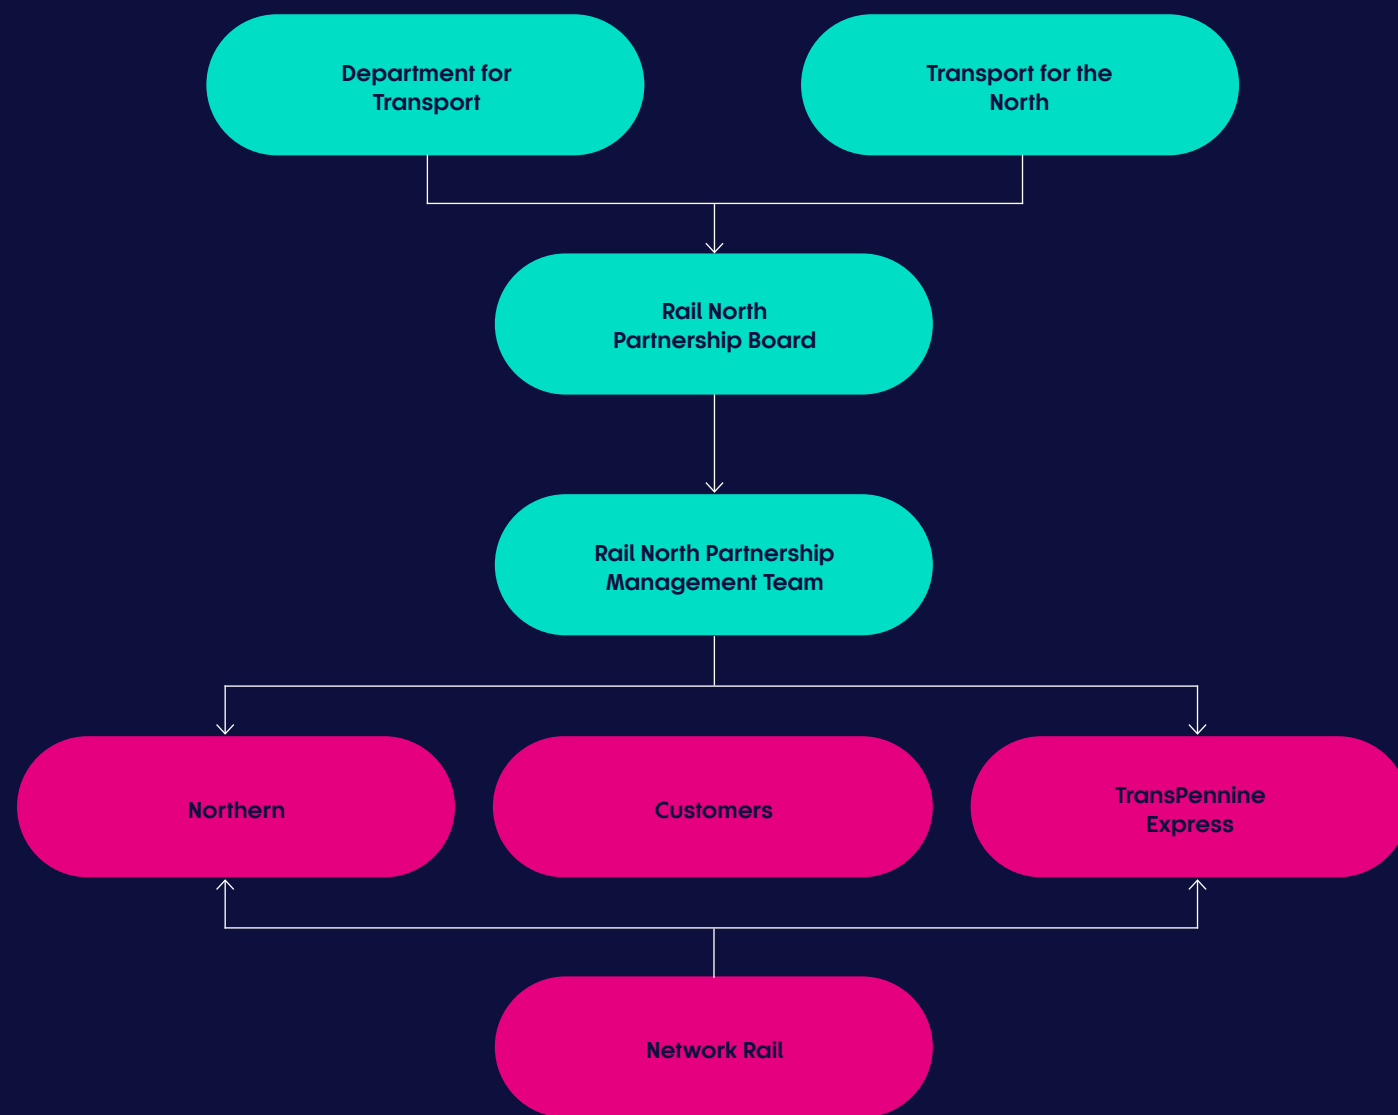 Department for
Transport
Transport for the
North
Rail North
Partnership Board
Rail North Partnership
Management Team
Northern
Customers
TransPennine
Express
Network Rail